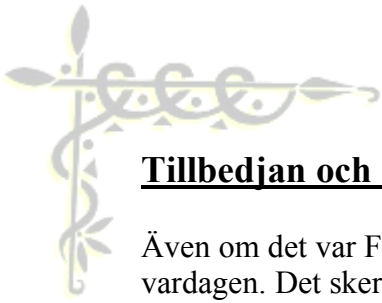 Tillbedjan och
Även om det var F
vardagen. Det sker